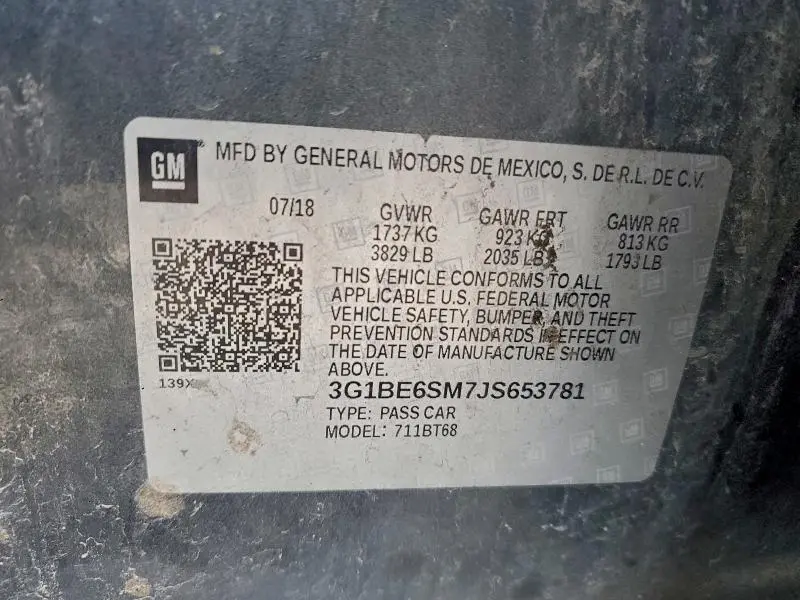 GM
MFD BY GENERAL MOTORS DE MEXICO, S. DE R.L. DE C.V.
07/18 GVWR GAWR FRT GAWR RR
1737 KG 923 KG 813 KG
3829 LB 2035 LB 1793 LB
THIS VEHICLE CONFORMS TO ALL
APPLICABLE U.S. FEDERAL MOTOR
VEHICLE SAFETY, BUMPER, AND THEFT
PREVENTION STANDARDS IN EFFECT ON
THE DATE OF MANUFACTURE SHOWN
ABOVE.
139X
3G1BE6SM7JS653781
TYPE: PASS CAR
MODEL: 711BT68